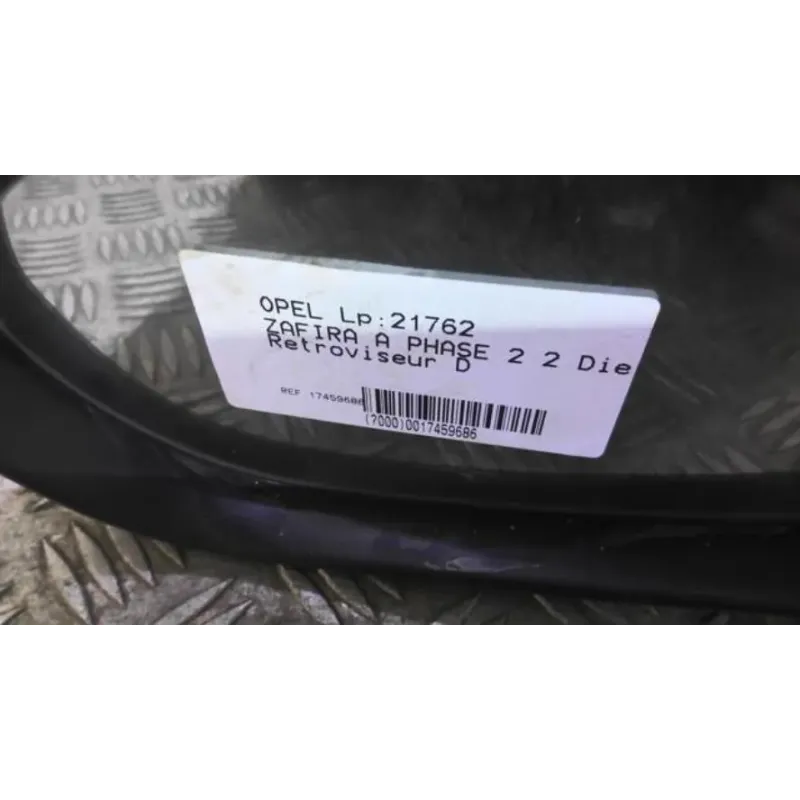 OPEL Lp:21762
ZAFIRA A PHASE 2 2 Die
Retroviseur D
REF 17459686
(7000)0017459686